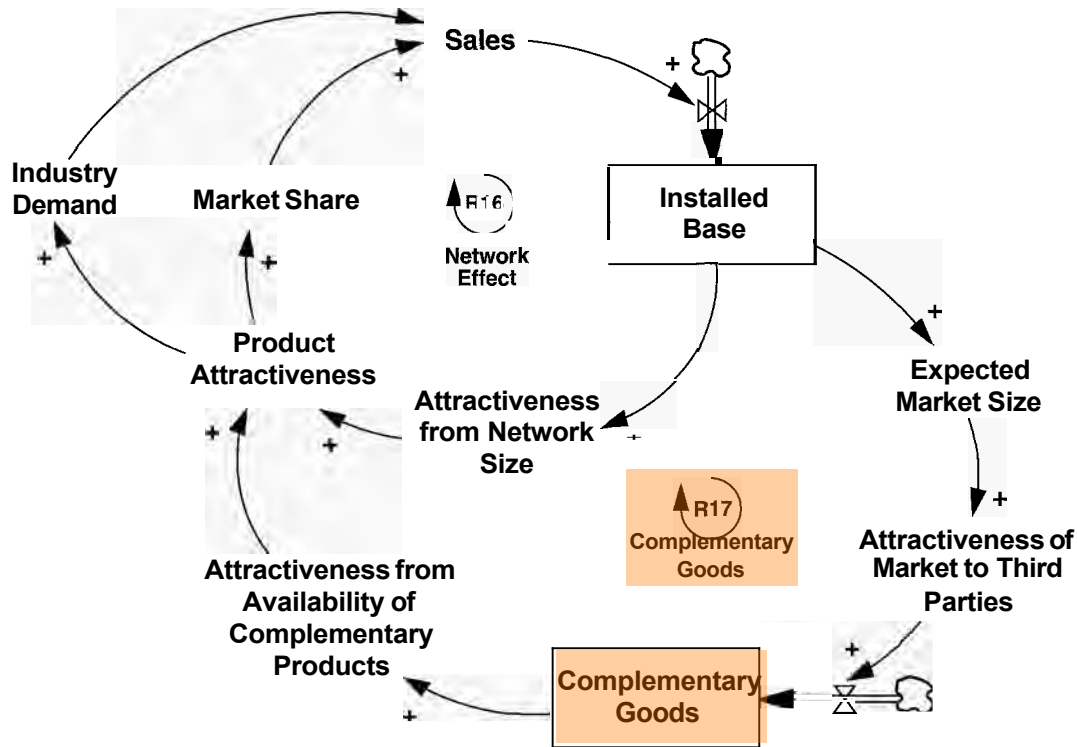 Sales
+
+
Industry
Demand
Market Share
R16
Network
Effect
Installed
Base
+
+
+
Product
Attractiveness
Attractiveness
from Network
Size
+
Expected
Market Size
+
+
+
R17
Complementary
Goods
Attractiveness of
Market to Third
Parties
Attractiveness from
Availability of
Complementary
Products
+
Complementary
Goods
+